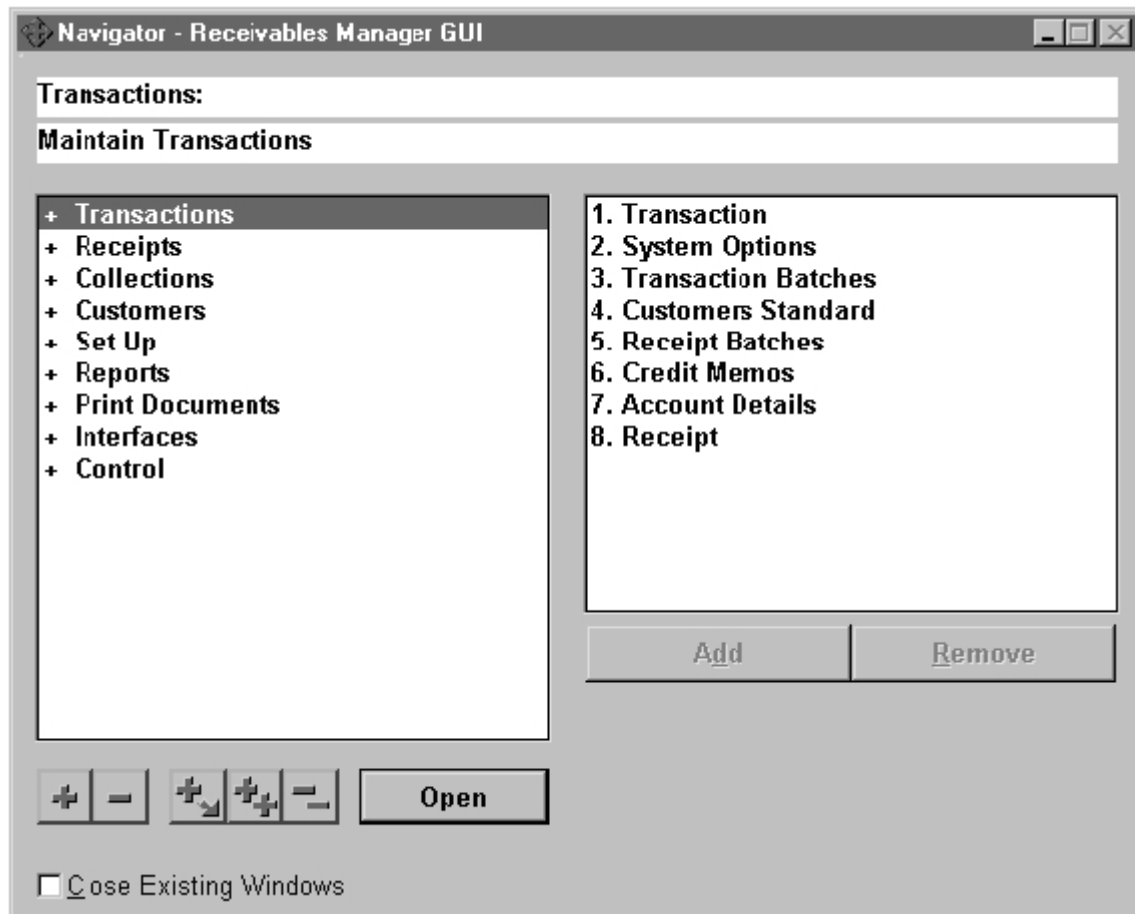 Navigator - Receivables Manager GUI
Transactions:
Maintain Transactions
+ Transactions
+ Receipts
+ Collections
+ Customers
+ Set Up
+ Reports
+ Print Documents
+ Interfaces
+ Control
1. Transaction
2. System Options
3. Transaction Batches
4. Customers Standard
5. Receipt Batches
6. Credit Memos
7. Account Details
8. Receipt
Add Remove
Open
Cose Existing Windows